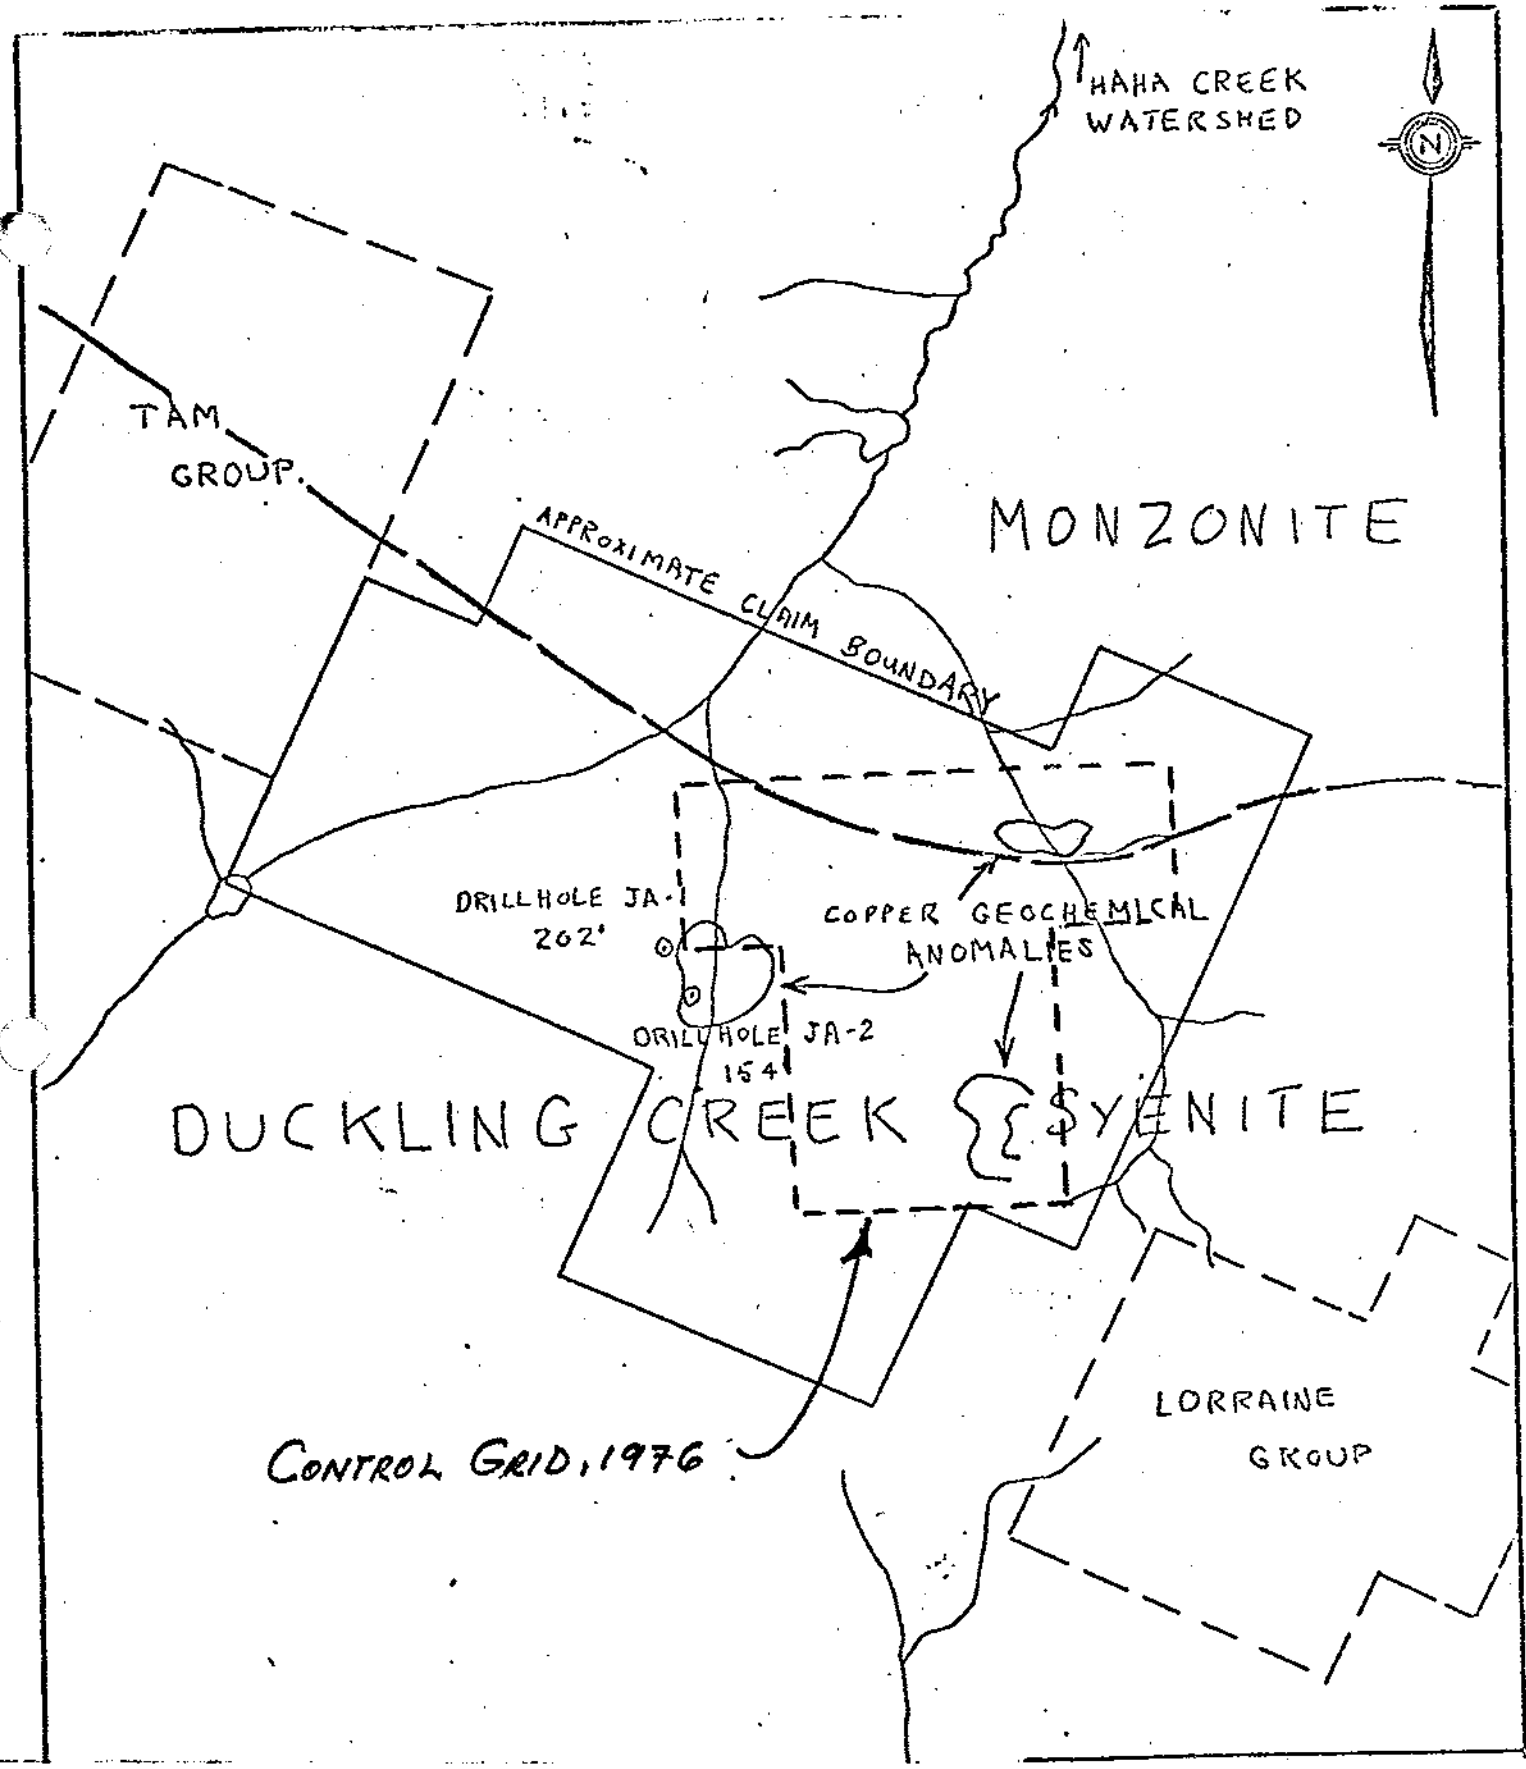 HAHA CREEK
WATERSHED
N
TAM
GROUP.
APPROXIMATE CLAIM BOUNDARY
MONZONITE
DRILLHOLE JA-
202'
COPPER GEOCHEMICAL
ANOMALIES
DRILLHOLE JA-2
154'
DUCKLING CREEK SYENITE
LORRAINE
GROUP
CONTROL GRID, 1976